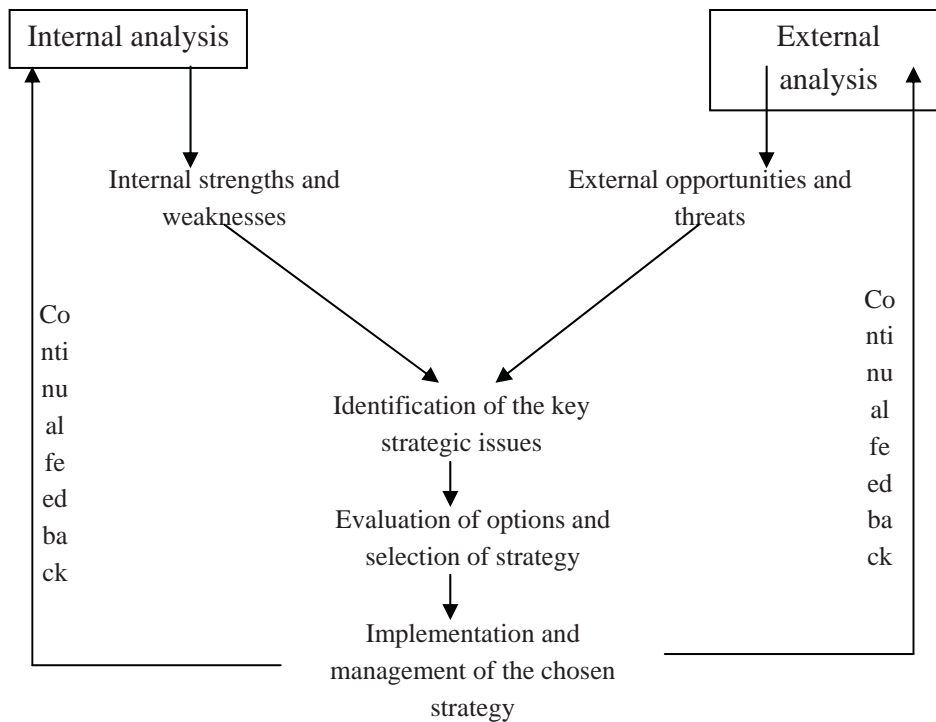 Internal analysis
External
analysis
Internal strengths and
weaknesses
External opportunities and
threats
Co
nti
nu
al
fe
ed
ba
ck
Co
nti
nu
al
fe
ed
ba
ck
Identification of the key
strategic issues
Evaluation of options and
selection of strategy
Implementation and
management of the chosen
strategy